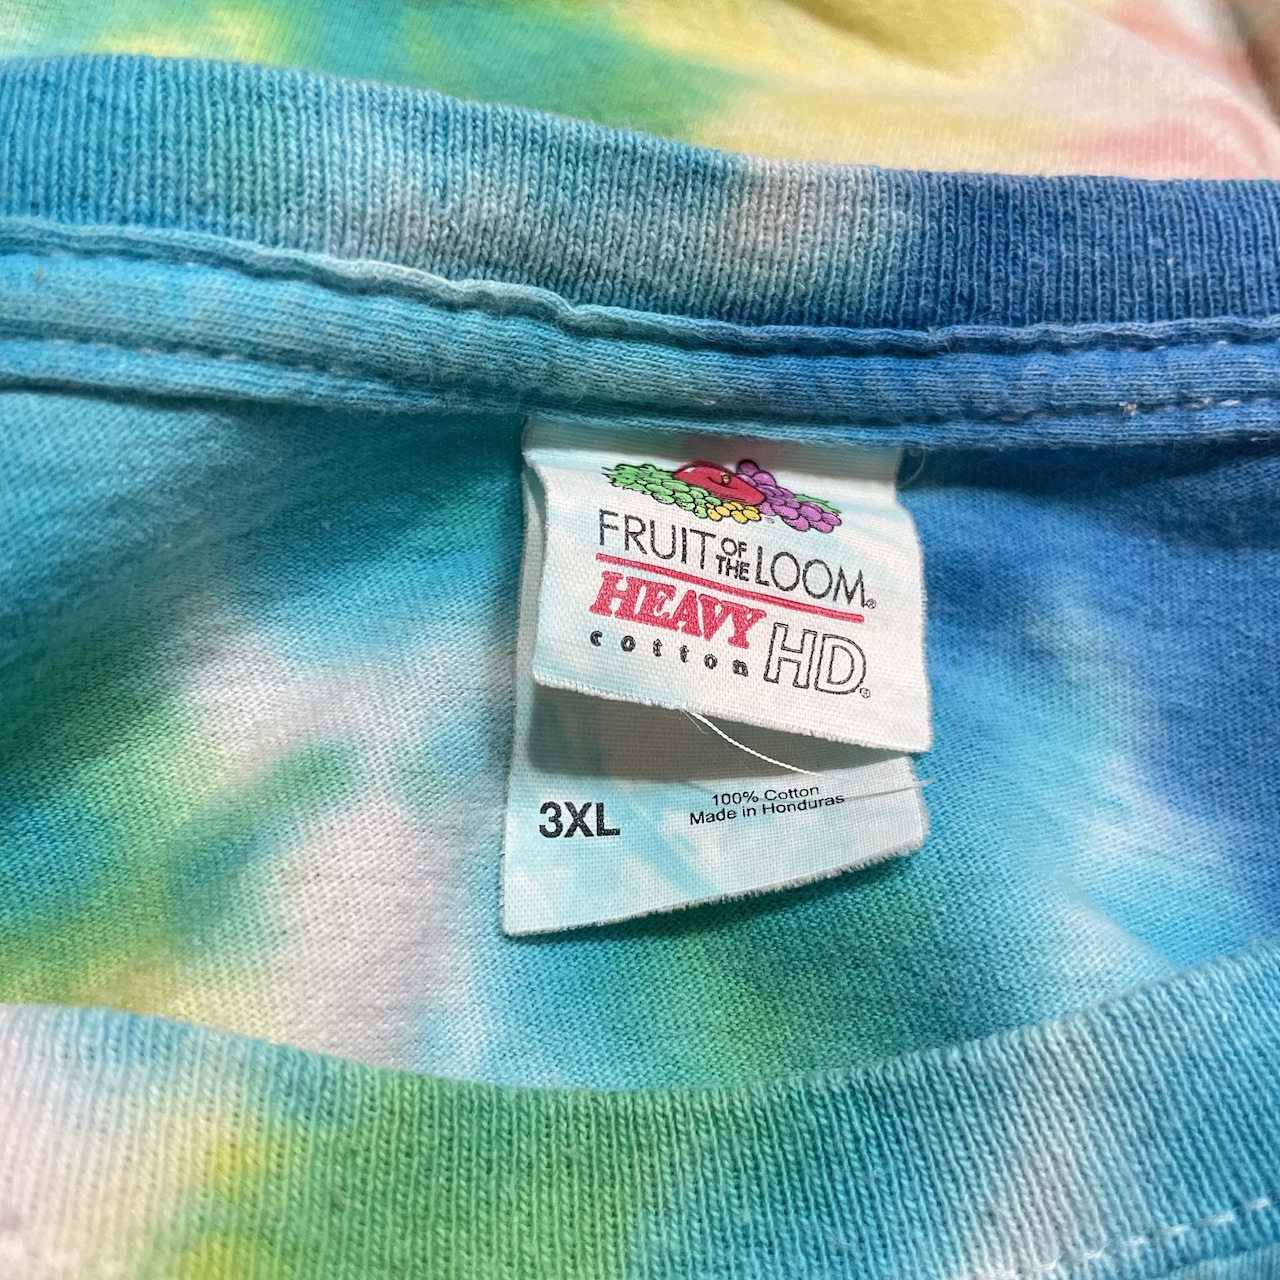 FRUIT OF THE LOOM®
HEAVY
cotton HD®
3XL
100% Cotton
Made in Honduras